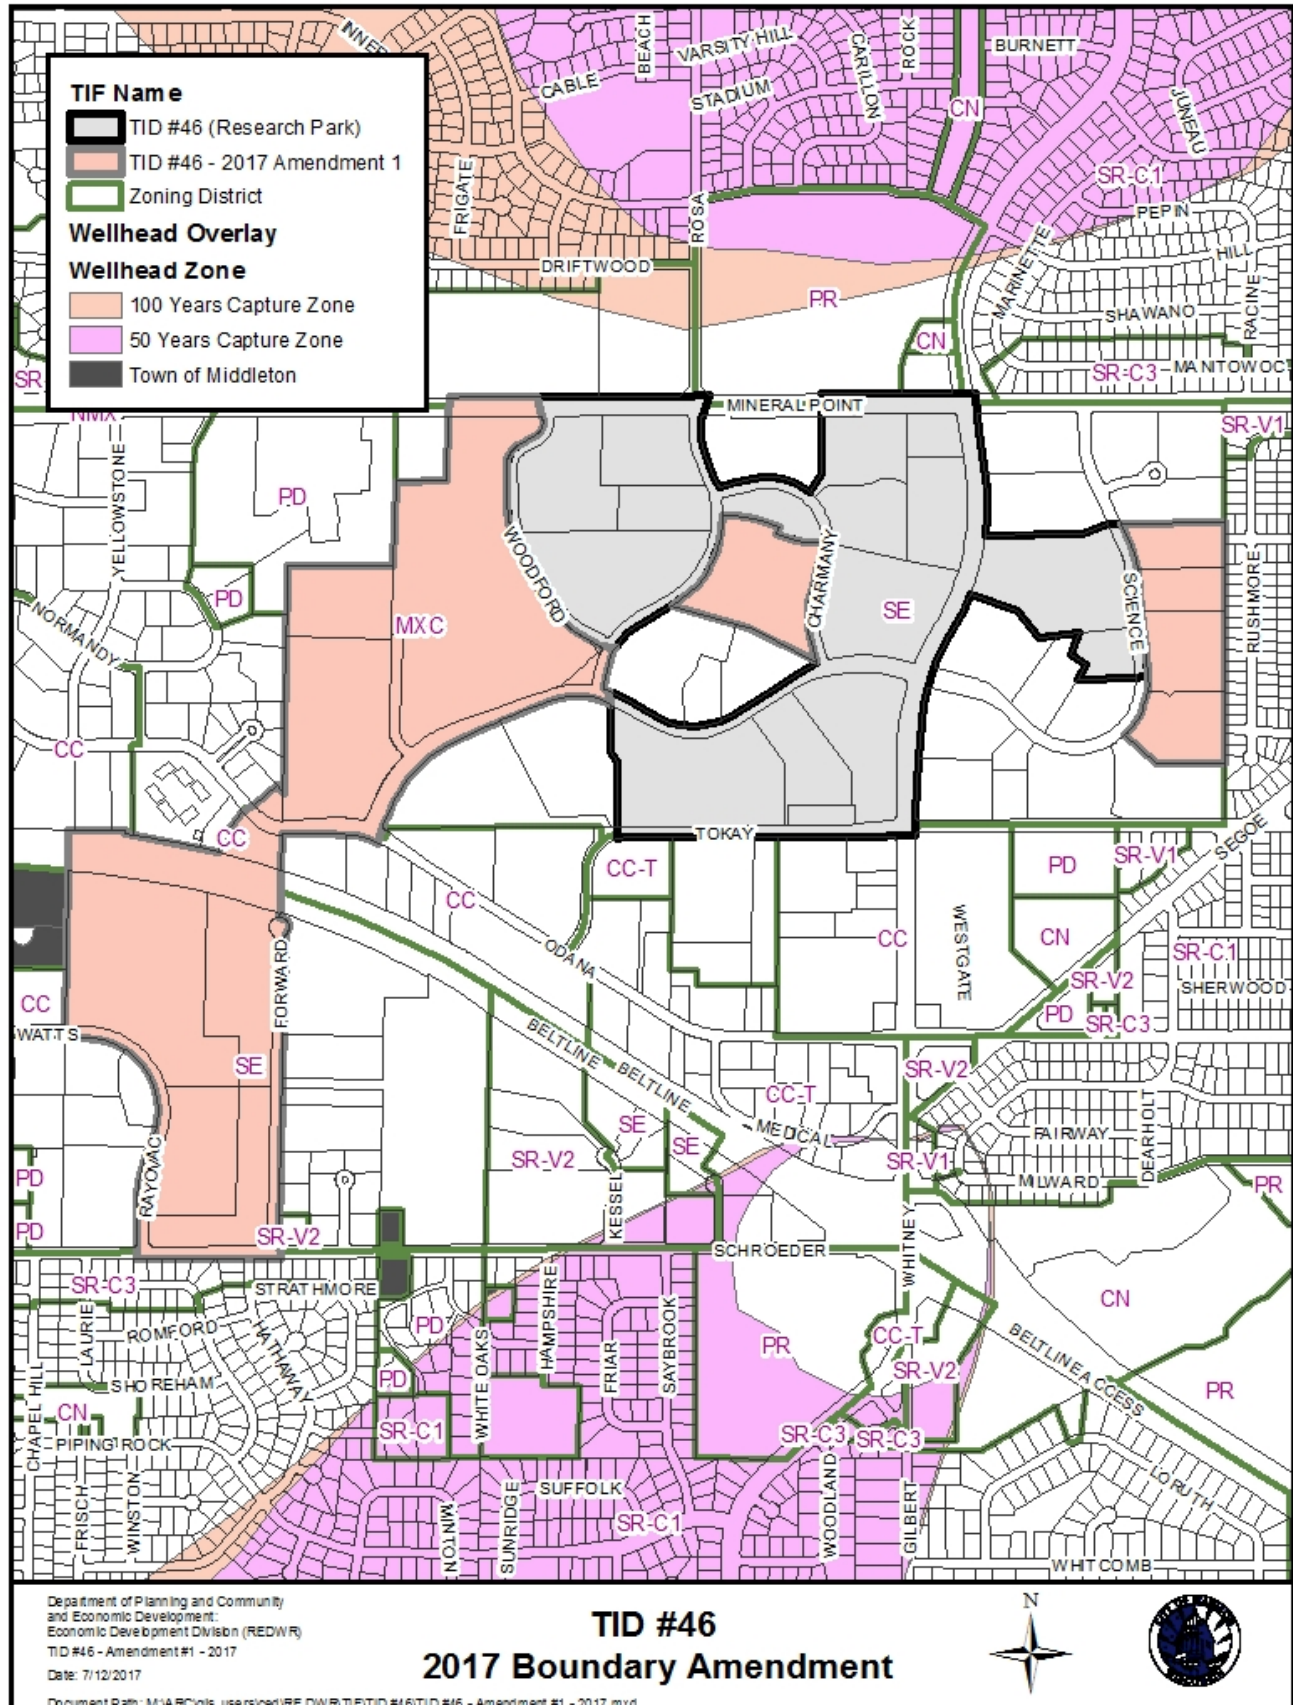 INNER
BEACH
VARSITY HILL
CABLE
STADIUM
CARILLON
ROCK
BURNETT
JUNEAU
CN
SR-C1
PEPIN
HILL
TIF Name
TID #46 (Research Park)
TID #46 - 2017 Amendment 1
Zoning District
Wellhead Overlay
Wellhead Zone
100 Years Capture Zone
50 Years Capture Zone
Town of Middleton
FRIGATE
ROSA
DRIFTWOOD
PR
MARINETTE
SHAWANO
RACINE
CN
SR
SR-C3
MANITOWOC
NMX
MINERAL POINT
SR-V1
YELLOWSTONE
PD
WOODFORD
CHARMANY
SCIENCE
RUSHMORE
PD
NORMANDY
MXC
SE
CC
CC
TOKAY
SEGOE
CC-T
PD
SR-V1
CC
ODANA
CC
WESTGATE
CN
SR-C1
SR-V2
SHERWOOD
PD
SR-C3
CC
WATTS
FORWARD
SE
BELTLINE
BELTLINE
CC-T
SR-V2
MEDICAL
SE
SE
FAIRWAY
DEARHOLT
SR-V2
SR-V1
MILWARD
PR
PD
PD
RAYOVAC
SR-V2
KESSEL
SCHROEDER
WHITNEY
SR-C3
STRATHMORE
CN
LAURIE
ROMFORD
HATHAWAY
PD
WHITE OAKS
HAMPSHIRE
FRIAR
SAYBROOK
PR
CC-T
SR-V2
BELTLINE ACCESS
PR
SHOREHAM
PD
CHAPEL HILL
CN
SR-C1
SR-C3
SR-C3
PIPING ROCK
FRISCH
WINSTON
MINTON
SUNRIDGE
SUFFOLK
SR-C1
WOODLAND
GILBERT
LORUTH
WHITCOMB
Department of Planning and Community
and Economic Development:
Economic Development Division (REDWR)
TID #46 - Amendment #1 - 2017
Date: 7/12/2017
TID #46
2017 Boundary Amendment
N